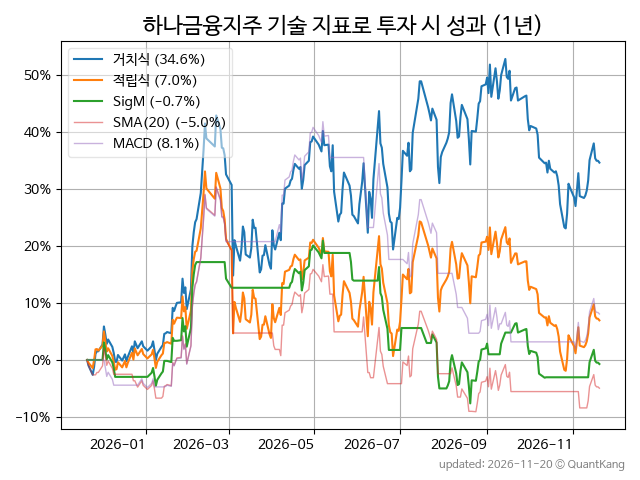 하나금융지주 기술 지표로 투자 시 성과 (1년)
거치식 (34.6%)
적립식 (7.0%)
SigM (−0.7%)
SMA(20) (−5.0%)
MACD (8.1%)
50%
40%
30%
20%
10%
0%
−10%
2026-01 2026-03 2026-05 2026-07 2026-09 2026-11
updated: 2026-11-20 © QuantKang